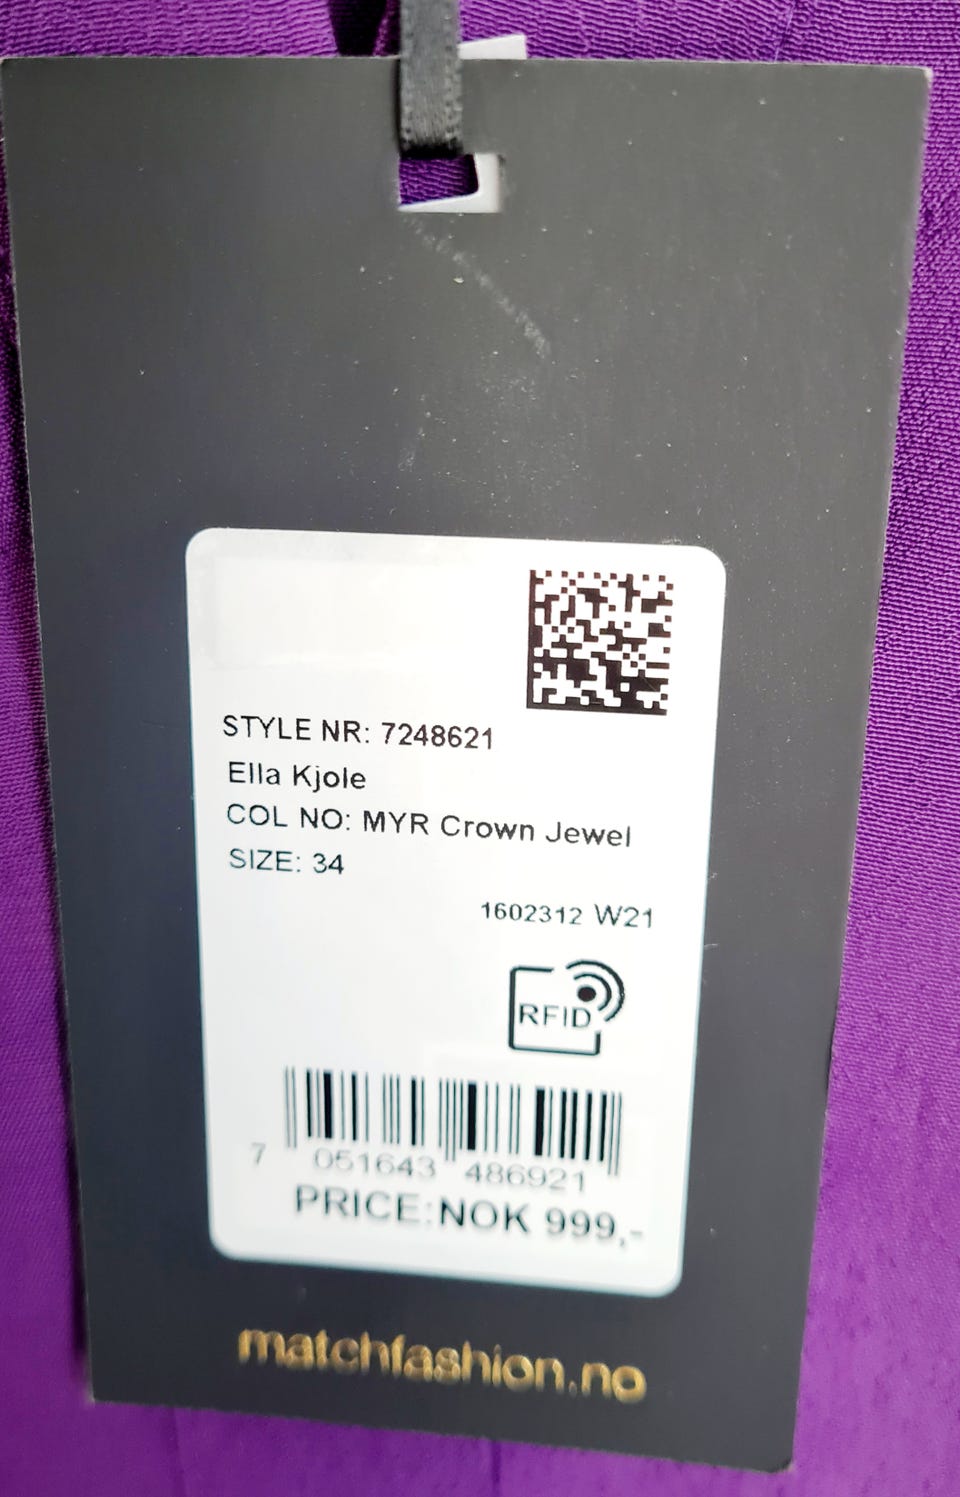 STYLE NR: 7248621
Ella Kjole
COL NO: MYR Crown Jewel
SIZE: 34
1602312 W21
RFID
7 051643 486921
PRICE:NOK 999,-
matchfashion.no